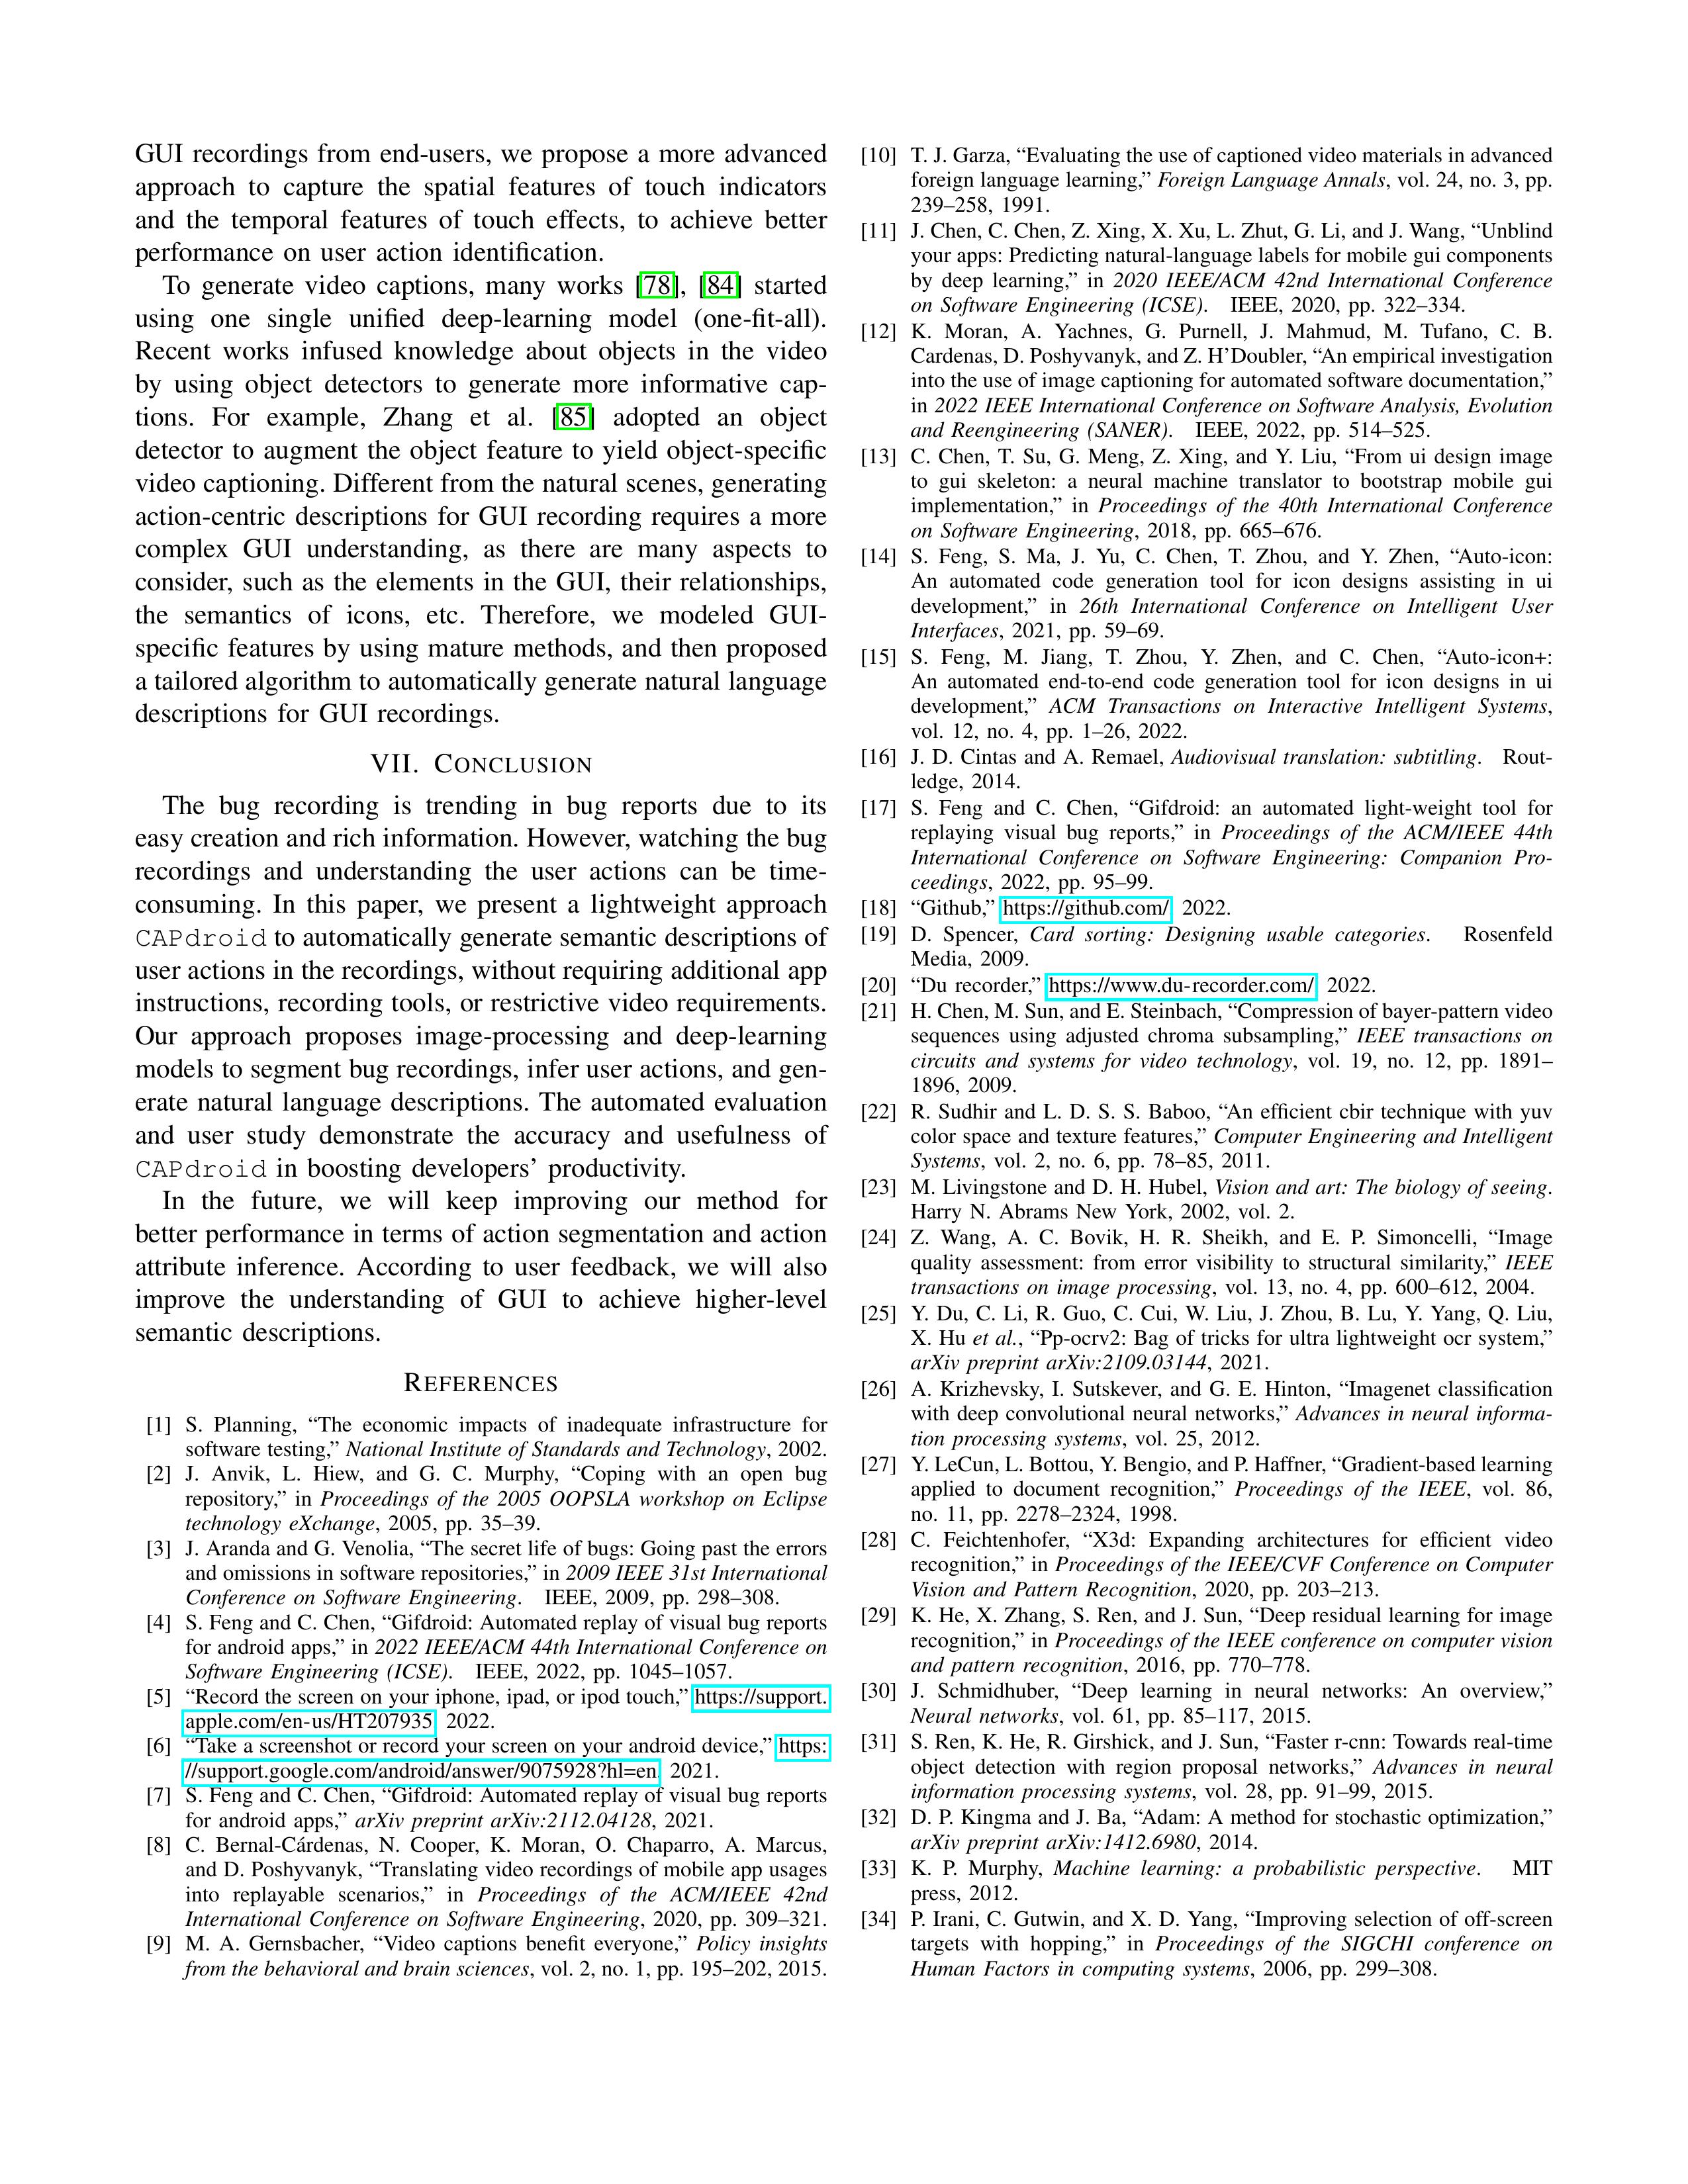 GUI recordings from end-users, we propose a more advanced
approach to capture the spatial features of touch indicators
and the temporal features of touch effects, to achieve better
performance on user action identification.
To generate video captions, many works [78], [84] started
using one single unified deep-learning model (one-fit-all).
Recent works infused knowledge about objects in the video
by using object detectors to generate more informative cap-
tions. For example, Zhang et al. [85] adopted an object
detector to augment the object feature to yield object-specific
video captioning. Different from the natural scenes, generating
action-centric descriptions for GUI recording requires a more
complex GUI understanding, as there are many aspects to
consider, such as the elements in the GUI, their relationships,
the semantics of icons, etc. Therefore, we modeled GUI-
specific features by using mature methods, and then proposed
a tailored algorithm to automatically generate natural language
descriptions for GUI recordings.
VII. CONCLUSION
The bug recording is trending in bug reports due to its
easy creation and rich information. However, watching the bug
recordings and understanding the user actions can be time-
consuming. In this paper, we present a lightweight approach
CAPdroid to automatically generate semantic descriptions of
user actions in the recordings, without requiring additional app
instructions, recording tools, or restrictive video requirements.
Our approach proposes image-processing and deep-learning
models to segment bug recordings, infer user actions, and gen-
erate natural language descriptions. The automated evaluation
and user study demonstrate the accuracy and usefulness of
CAPdroid in boosting developers' productivity.
In the future, we will keep improving our method for
better performance in terms of action segmentation and action
attribute inference. According to user feedback, we will also
improve the understanding of GUI to achieve higher-level
semantic descriptions.
REFERENCES
[1] S. Planning, “The economic impacts of inadequate infrastructure for
software testing,” National Institute of Standards and Technology, 2002.
[2] J. Anvik, L. Hiew, and G. C. Murphy, “Coping with an open bug
repository,” in Proceedings of the 2005 OOPSLA workshop on Eclipse
technology eXchange, 2005, pp. 35–39.
[3] J. Aranda and G. Venolia, “The secret life of bugs: Going past the errors
and omissions in software repositories,” in 2009 IEEE 31st International
Conference on Software Engineering. IEEE, 2009, pp. 298–308.
[4] S. Feng and C. Chen, “Gifdroid: Automated replay of visual bug reports
for android apps,” in 2022 IEEE/ACM 44th International Conference on
Software Engineering (ICSE). IEEE, 2022, pp. 1045–1057.
[5] “Record the screen on your iphone, ipad, or ipod touch,” https://support.
apple.com/en-us/HT207935, 2022.
[6] “Take a screenshot or record your screen on your android device,” https:
//support.google.com/android/answer/9075928?hl=en, 2021.
[7] S. Feng and C. Chen, “Gifdroid: Automated replay of visual bug reports
for android apps,” arXiv preprint arXiv:2112.04128, 2021.
[8] C. Bernal-Cárdenas, N. Cooper, K. Moran, O. Chaparro, A. Marcus,
and D. Poshyvanyk, “Translating video recordings of mobile app usages
into replayable scenarios,” in Proceedings of the ACM/IEEE 42nd
International Conference on Software Engineering, 2020, pp. 309–321.
[9] M. A. Gernsbacher, “Video captions benefit everyone,” Policy insights
from the behavioral and brain sciences, vol. 2, no. 1, pp. 195–202, 2015.
[10] T. J. Garza, “Evaluating the use of captioned video materials in advanced
foreign language learning,” Foreign Language Annals, vol. 24, no. 3, pp.
239–258, 1991.
[11] J. Chen, C. Chen, Z. Xing, X. Xu, L. Zhut, G. Li, and J. Wang, “Unblind
your apps: Predicting natural-language labels for mobile gui components
by deep learning,” in 2020 IEEE/ACM 42nd International Conference
on Software Engineering (ICSE). IEEE, 2020, pp. 322–334.
[12] K. Moran, A. Yachnes, G. Purnell, J. Mahmud, M. Tufano, C. B.
Cardenas, D. Poshyvanyk, and Z. H'Doubler, “An empirical investigation
into the use of image captioning for automated software documentation,”
in 2022 IEEE International Conference on Software Analysis, Evolution
and Reengineering (SANER). IEEE, 2022, pp. 514–525.
[13] C. Chen, T. Su, G. Meng, Z. Xing, and Y. Liu, “From ui design image
to gui skeleton: a neural machine translator to bootstrap mobile gui
implementation,” in Proceedings of the 40th International Conference
on Software Engineering, 2018, pp. 665–676.
[14] S. Feng, S. Ma, J. Yu, C. Chen, T. Zhou, and Y. Zhen, “Auto-icon:
An automated code generation tool for icon designs assisting in ui
development,” in 26th International Conference on Intelligent User
Interfaces, 2021, pp. 59–69.
[15] S. Feng, M. Jiang, T. Zhou, Y. Zhen, and C. Chen, “Auto-icon+:
An automated end-to-end code generation tool for icon designs in ui
development,” ACM Transactions on Interactive Intelligent Systems,
vol. 12, no. 4, pp. 1–26, 2022.
[16] J. D. Cintas and A. Remael, Audiovisual translation: subtitling. Rout-
ledge, 2014.
[17] S. Feng and C. Chen, “Gifdroid: an automated light-weight tool for
replaying visual bug reports,” in Proceedings of the ACM/IEEE 44th
International Conference on Software Engineering: Companion Pro-
ceedings, 2022, pp. 95–99.
[18] “Github,” https://github.com/, 2022.
[19] D. Spencer, Card sorting: Designing usable categories. Rosenfeld
Media, 2009.
[20] “Du recorder,” https://www.du-recorder.com/, 2022.
[21] H. Chen, M. Sun, and E. Steinbach, “Compression of bayer-pattern video
sequences using adjusted chroma subsampling,” IEEE transactions on
circuits and systems for video technology, vol. 19, no. 12, pp. 1891–
1896, 2009.
[22] R. Sudhir and L. D. S. S. Baboo, “An efficient cbir technique with yuv
color space and texture features,” Computer Engineering and Intelligent
Systems, vol. 2, no. 6, pp. 78–85, 2011.
[23] M. Livingstone and D. H. Hubel, Vision and art: The biology of seeing.
Harry N. Abrams New York, 2002, vol. 2.
[24] Z. Wang, A. C. Bovik, H. R. Sheikh, and E. P. Simoncelli, “Image
quality assessment: from error visibility to structural similarity,” IEEE
transactions on image processing, vol. 13, no. 4, pp. 600–612, 2004.
[25] Y. Du, C. Li, R. Guo, C. Cui, W. Liu, J. Zhou, B. Lu, Y. Yang, Q. Liu,
X. Hu et al., “Pp-ocrv2: Bag of tricks for ultra lightweight ocr system,”
arXiv preprint arXiv:2109.03144, 2021.
[26] A. Krizhevsky, I. Sutskever, and G. E. Hinton, “Imagenet classification
with deep convolutional neural networks,” Advances in neural informa-
tion processing systems, vol. 25, 2012.
[27] Y. LeCun, L. Bottou, Y. Bengio, and P. Haffner, “Gradient-based learning
applied to document recognition,” Proceedings of the IEEE, vol. 86,
no. 11, pp. 2278–2324, 1998.
[28] C. Feichtenhofer, “X3d: Expanding architectures for efficient video
recognition,” in Proceedings of the IEEE/CVF Conference on Computer
Vision and Pattern Recognition, 2020, pp. 203–213.
[29] K. He, X. Zhang, S. Ren, and J. Sun, “Deep residual learning for image
recognition,” in Proceedings of the IEEE conference on computer vision
and pattern recognition, 2016, pp. 770–778.
[30] J. Schmidhuber, “Deep learning in neural networks: An overview,”
Neural networks, vol. 61, pp. 85–117, 2015.
[31] S. Ren, K. He, R. Girshick, and J. Sun, “Faster r-cnn: Towards real-time
object detection with region proposal networks,” Advances in neural
information processing systems, vol. 28, pp. 91–99, 2015.
[32] D. P. Kingma and J. Ba, “Adam: A method for stochastic optimization,”
arXiv preprint arXiv:1412.6980, 2014.
[33] K. P. Murphy, Machine learning: a probabilistic perspective. MIT
press, 2012.
[34] P. Irani, C. Gutwin, and X. D. Yang, “Improving selection of off-screen
targets with hopping,” in Proceedings of the SIGCHI conference on
Human Factors in computing systems, 2006, pp. 299–308.